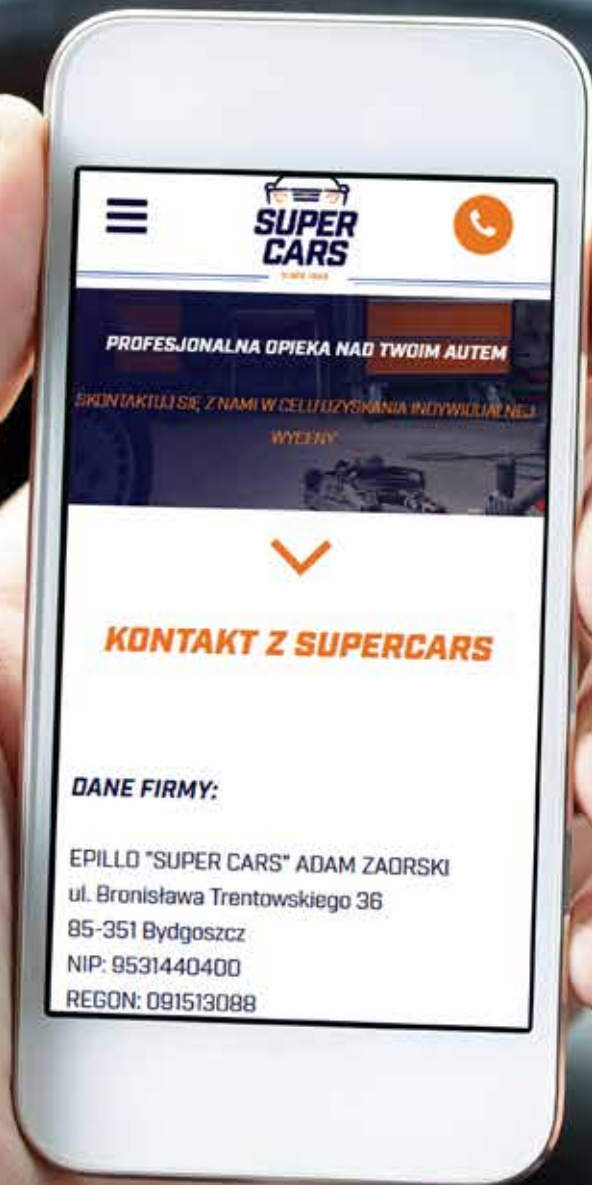 SUPER
CARS
PROFESJONALNA OPIEKA NAD TWOIM AUTEM
SKONTAKTUJ SIĘ Z NAMI W CELU UZYSKANIA INDYWIDUALNEJ
WYCENY
KONTAKT Z SUPERCARS
DANE FIRMY:
EPILLO "SUPER CARS" ADAM ZAORSKI
ul. Bronisława Trentowskiego 36
85-351 Bydgoszcz
NIP: 9531440400
REGON: 091513088